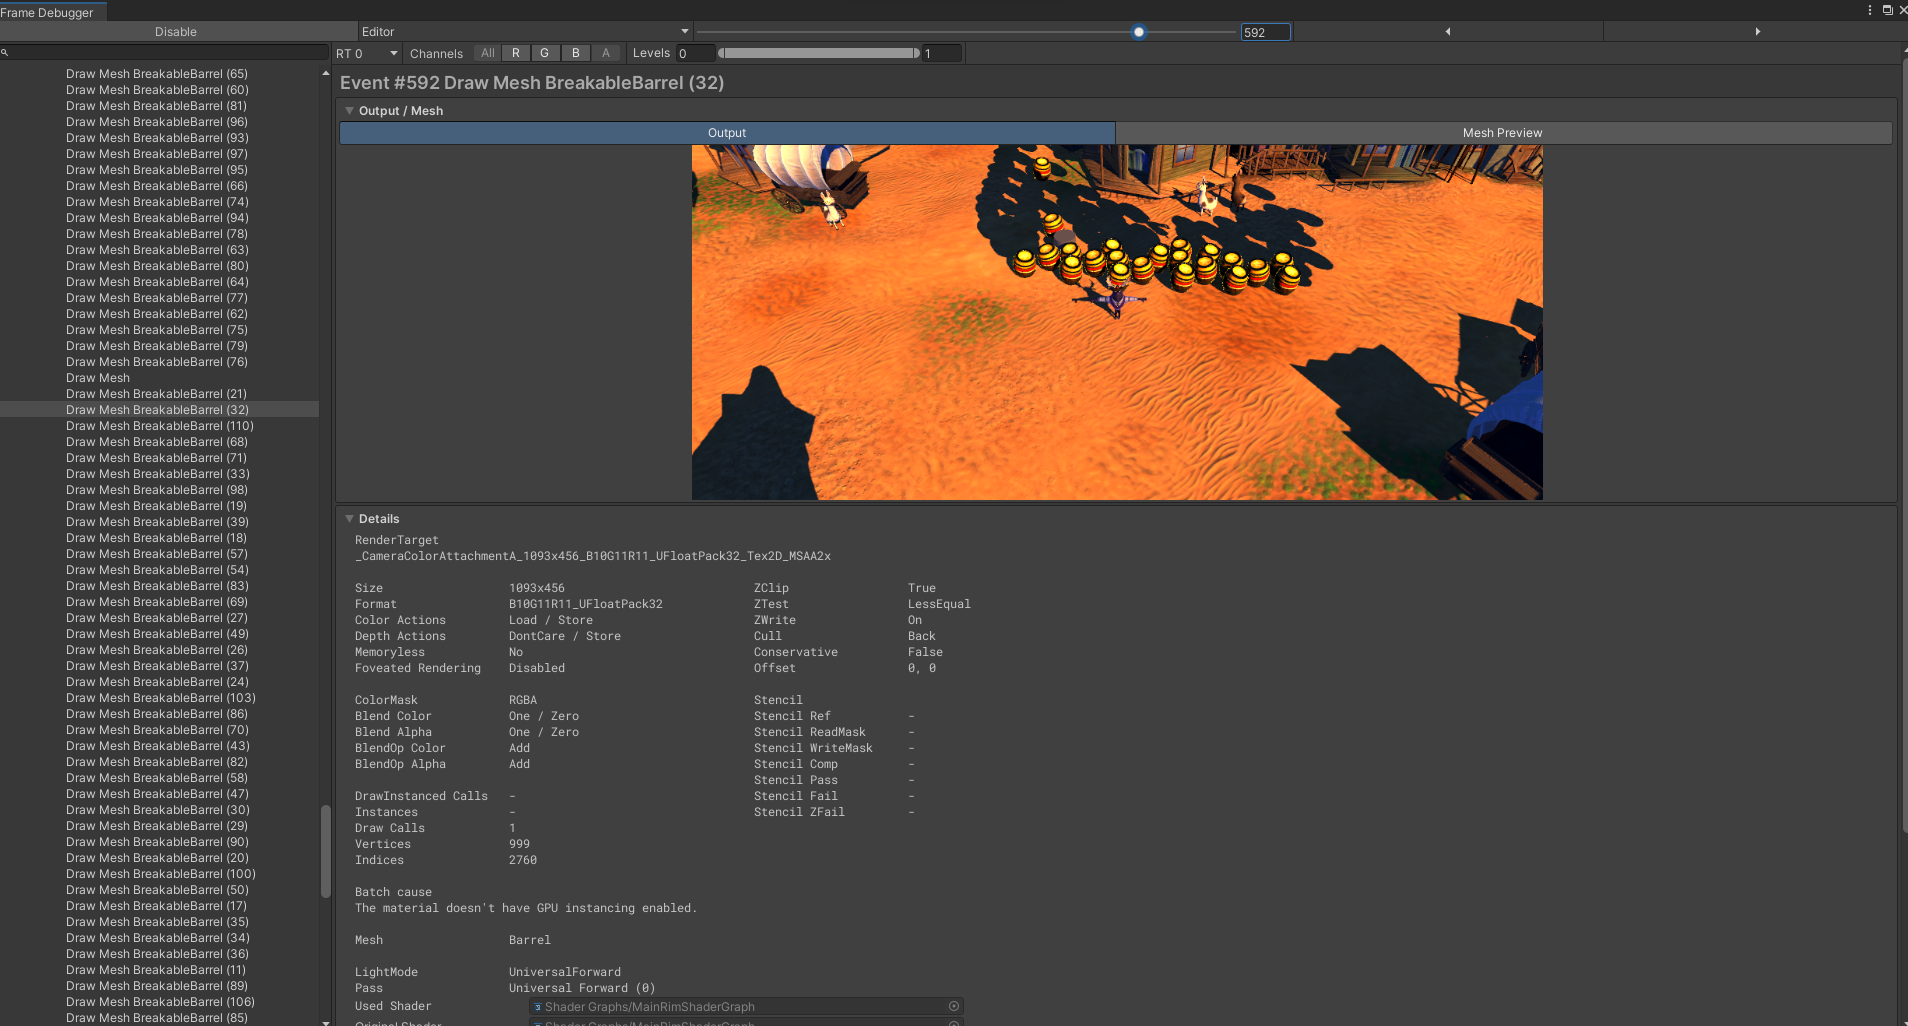 Frame Debugger
Disable
Editor
592
RT 0
Channels
All
R
G
B
A
Levels
0
1
Draw Mesh BreakableBarrel (65)
Draw Mesh BreakableBarrel (60)
Draw Mesh BreakableBarrel (81)
Draw Mesh BreakableBarrel (96)
Draw Mesh BreakableBarrel (93)
Draw Mesh BreakableBarrel (97)
Draw Mesh BreakableBarrel (95)
Draw Mesh BreakableBarrel (66)
Draw Mesh BreakableBarrel (74)
Draw Mesh BreakableBarrel (94)
Draw Mesh BreakableBarrel (78)
Draw Mesh BreakableBarrel (63)
Draw Mesh BreakableBarrel (80)
Draw Mesh BreakableBarrel (64)
Draw Mesh BreakableBarrel (77)
Draw Mesh BreakableBarrel (62)
Draw Mesh BreakableBarrel (75)
Draw Mesh BreakableBarrel (79)
Draw Mesh BreakableBarrel (76)
Draw Mesh
Draw Mesh BreakableBarrel (21)
Draw Mesh BreakableBarrel (32)
Draw Mesh BreakableBarrel (110)
Draw Mesh BreakableBarrel (68)
Draw Mesh BreakableBarrel (71)
Draw Mesh BreakableBarrel (33)
Draw Mesh BreakableBarrel (98)
Draw Mesh BreakableBarrel (19)
Draw Mesh BreakableBarrel (39)
Draw Mesh BreakableBarrel (18)
Draw Mesh BreakableBarrel (57)
Draw Mesh BreakableBarrel (54)
Draw Mesh BreakableBarrel (83)
Draw Mesh BreakableBarrel (69)
Draw Mesh BreakableBarrel (27)
Draw Mesh BreakableBarrel (49)
Draw Mesh BreakableBarrel (26)
Draw Mesh BreakableBarrel (37)
Draw Mesh BreakableBarrel (24)
Draw Mesh BreakableBarrel (103)
Draw Mesh BreakableBarrel (86)
Draw Mesh BreakableBarrel (70)
Draw Mesh BreakableBarrel (43)
Draw Mesh BreakableBarrel (82)
Draw Mesh BreakableBarrel (58)
Draw Mesh BreakableBarrel (47)
Draw Mesh BreakableBarrel (30)
Draw Mesh BreakableBarrel (29)
Draw Mesh BreakableBarrel (90)
Draw Mesh BreakableBarrel (20)
Draw Mesh BreakableBarrel (100)
Draw Mesh BreakableBarrel (50)
Draw Mesh BreakableBarrel (17)
Draw Mesh BreakableBarrel (35)
Draw Mesh BreakableBarrel (34)
Draw Mesh BreakableBarrel (36)
Draw Mesh BreakableBarrel (11)
Draw Mesh BreakableBarrel (89)
Draw Mesh BreakableBarrel (106)
Draw Mesh BreakableBarrel (85)
Event #592 Draw Mesh BreakableBarrel (32)
Output / Mesh
Output
Mesh Preview
Details
RenderTarget
_CameraColorAttachmentA_1093x456_B10G11R11_UFloatPack32_Tex2D_MSAA2x
Size 1093x456 ZClip True
Format B10G11R11_UFloatPack32 ZTest LessEqual
Color Actions Load / Store ZWrite On
Depth Actions DontCare / Store Cull Back
Memoryless No Conservative False
Foveated Rendering Disabled Offset 0, 0
ColorMask RGBA Stencil
Blend Color One / Zero Stencil Ref -
Blend Alpha One / Zero Stencil ReadMask -
BlendOp Color Add Stencil WriteMask -
BlendOp Alpha Add Stencil Comp -
Stencil Pass -
DrawInstanced Calls - Stencil Fail -
Instances - Stencil ZFail -
Draw Calls 1
Vertices 999
Indices 2760
Batch cause
The material doesn't have GPU instancing enabled.
Mesh Barrel
LightMode UniversalForward
Pass Universal Forward (0)
Used Shader Shader Graphs/MainRimShaderGraph
Original Shader Shader Graphs/MainRimShaderGraph